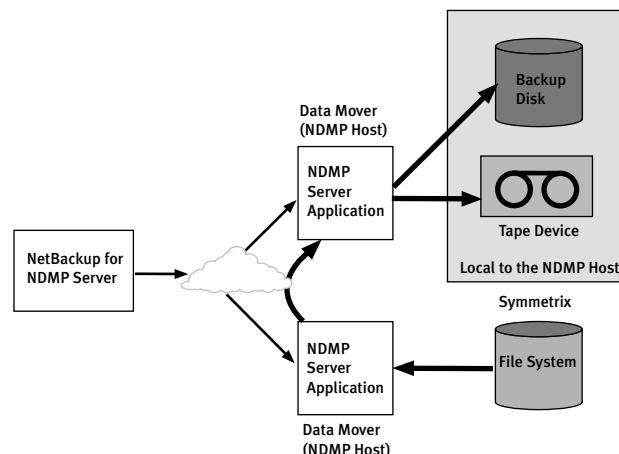 Backup
Disk
Data Mover
(NDMP Host)
NDMP
Server
Application
Tape Device
NetBackup for
NDMP Server
Local to the NDMP Host
Symmetrix
NDMP
Server
Application
File System
Data Mover
(NDMP Host)